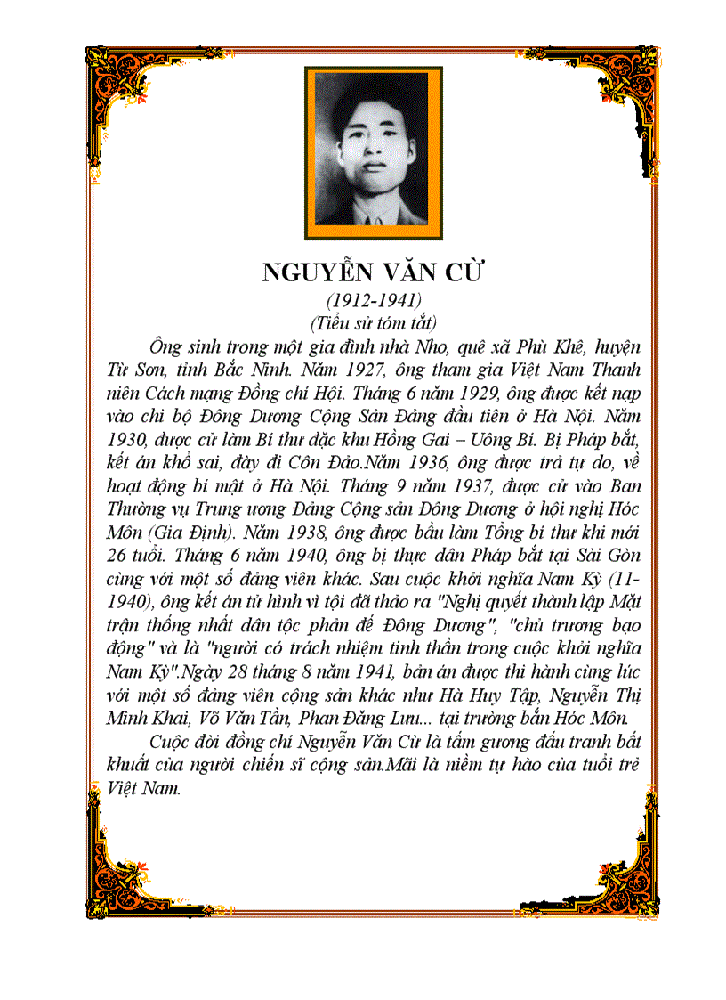 NGUYỄN VĂN CỪ
(1912-1941)
(Tiểu sử tóm tắt)
Ông sinh trong một gia đình nhà Nho, quê xã Phù Khê, huyện
Từ Sơn, tỉnh Bắc Ninh. Năm 1927, ông tham gia Việt Nam Thanh
niên Cách mạng Đồng chí Hội. Tháng 6 năm 1929, ông được kết nạp
vào chi bộ Đông Dương Cộng Sản Đảng đầu tiên ở Hà Nội. Năm
1930, được cử làm Bí thư đặc khu Hồng Gai – Uông Bí. Bị Pháp bắt,
kết án khổ sai, đày đi Côn Đảo.Năm 1936, ông được trả tự do, về
hoạt động bí mật ở Hà Nội. Tháng 9 năm 1937, được cử vào Ban
Thường vụ Trung ương Đảng Cộng sản Đông Dương ở hội nghị Hóc
Môn (Gia Định). Năm 1938, ông được bầu làm Tổng bí thư khi mới
26 tuổi. Tháng 6 năm 1940, ông bị thực dân Pháp bắt tại Sài Gòn
cùng với một số đảng viên khác. Sau cuộc khởi nghĩa Nam Kỳ (11-
1940), ông kết án tử hình vì tội đã thảo ra "Nghị quyết thành lập Mặt
trận thống nhất dân tộc phản đế Đông Dương", "chủ trương bạo
động" và là "người có trách nhiệm tinh thần trong cuộc khởi nghĩa
Nam Kỳ".Ngày 28 tháng 8 năm 1941, bản án được thi hành cùng lúc
với một số đảng viên cộng sản khác như Hà Huy Tập, Nguyễn Thị
Minh Khai, Võ Văn Tần, Phan Đăng Lưu... tại trường bắn Hóc Môn.
Cuộc đời đồng chí Nguyễn Văn Cừ là tấm gương đấu tranh bất
khuất của người chiến sĩ cộng sản.Mãi là niềm tự hào của tuổi trẻ
Việt Nam.